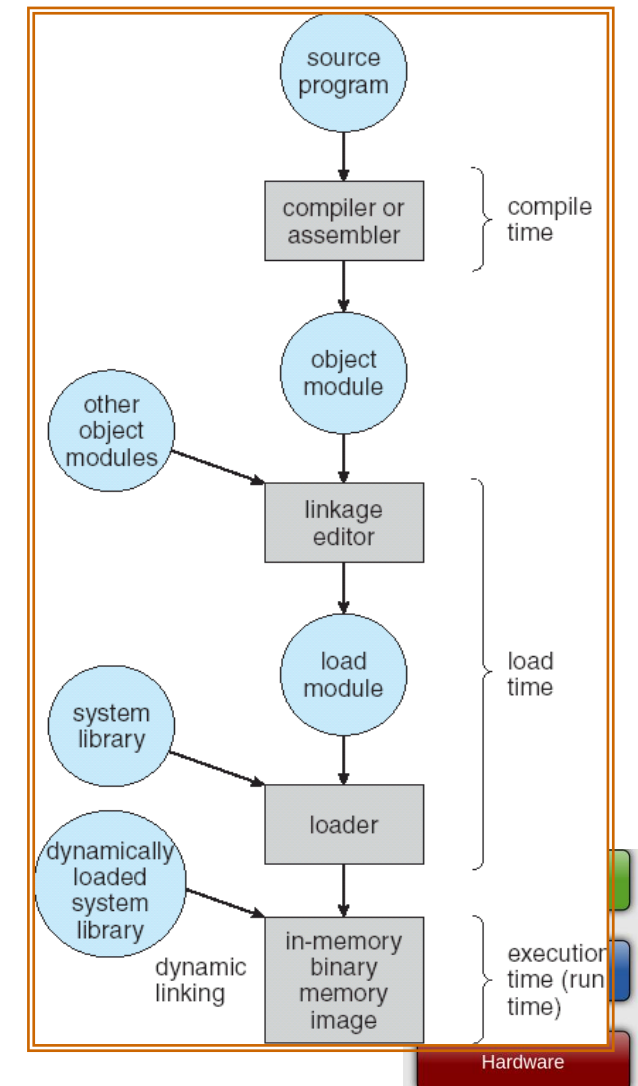 source
program
compiler or
assembler
compile
time
object
module
other
object
modules
linkage
editor
load
module
load
time
system
library
loader
dynamically
loaded
system
library
dynamic
linking
in-memory
binary
memory
image
execution
time (run
time)
Hardware